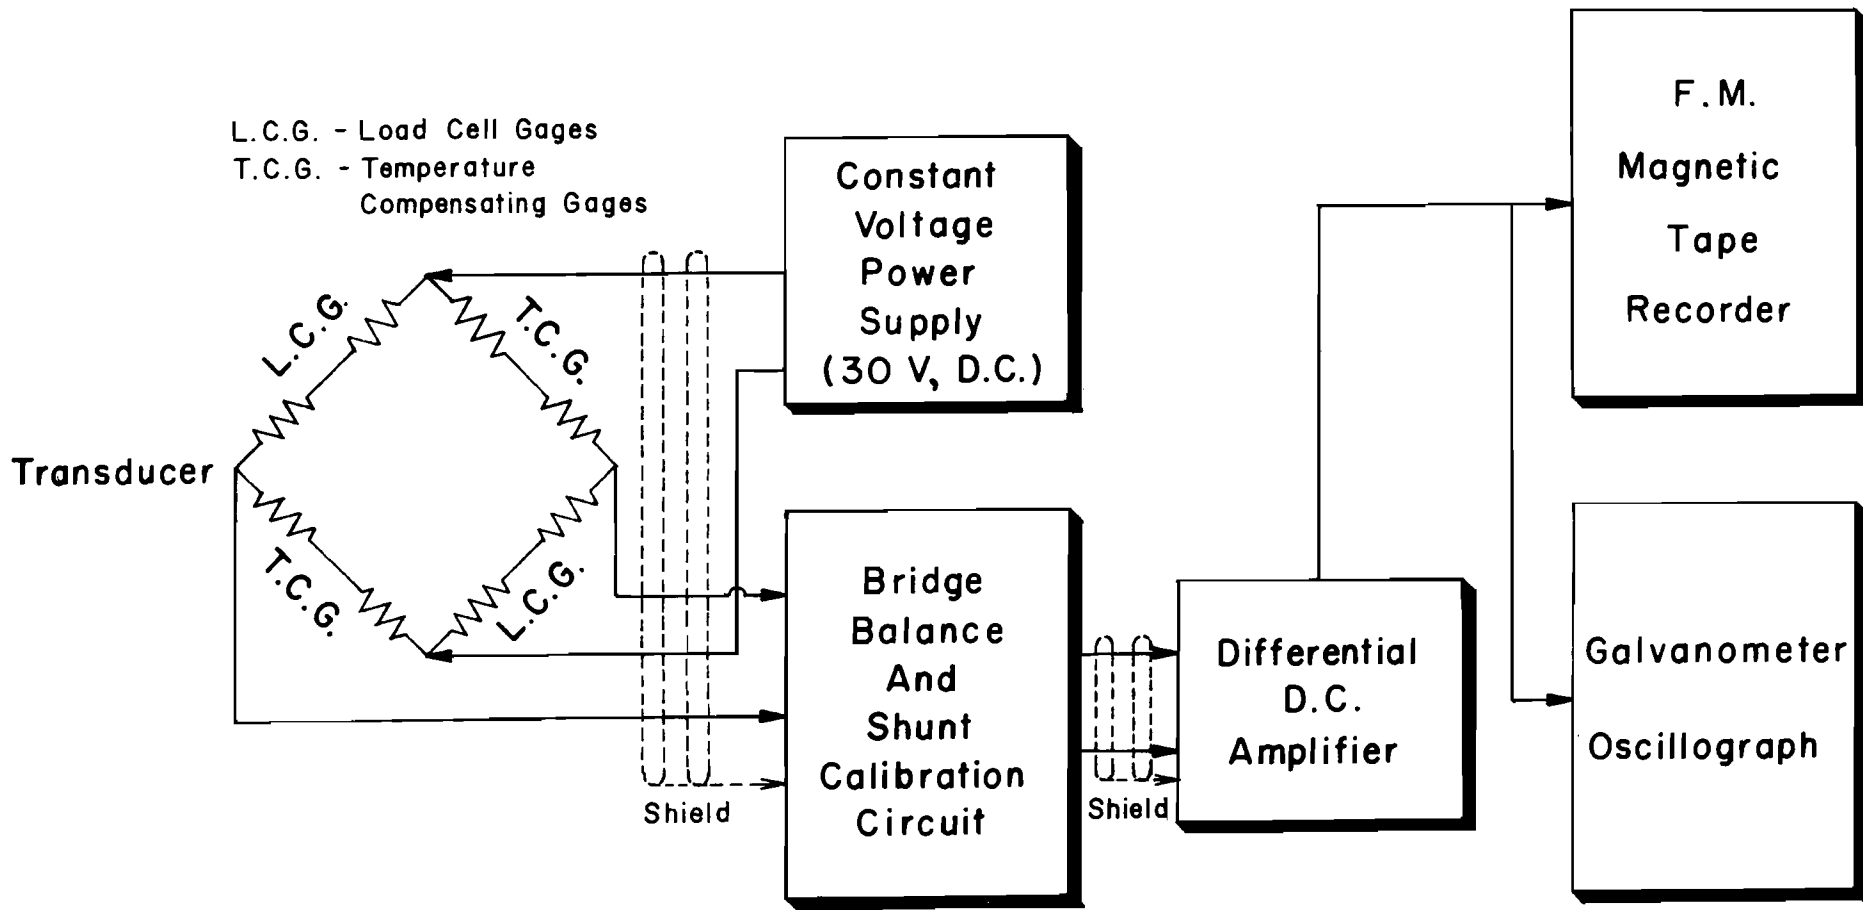 L.C.G. - Load Cell Gages
T.C.G. - Temperature
Compensating Gages
L.C.G.
T.C.G.
Transducer
T.C.G.
L.C.G.
Constant
Voltage
Power
Supply
(30 V, D.C.)
Shield
Bridge
Balance
And
Shunt
Calibration
Circuit
Shield
Differential
D.C.
Amplifier
F.M.
Magnetic
Tape
Recorder
Galvanometer
Oscillograph